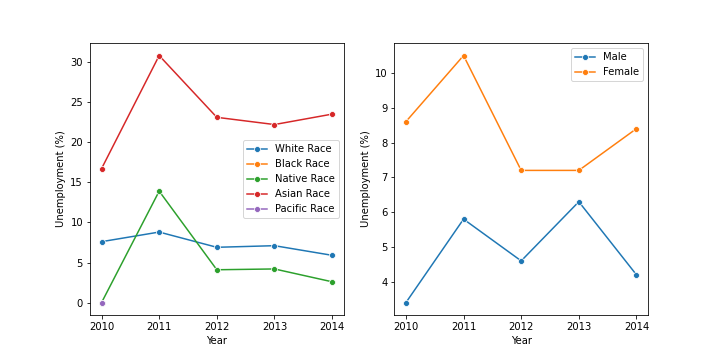 30
25
20
15
10
5
0
Unemployment (%)
2010 2011 2012 2013 2014
Year
White Race
Black Race
Native Race
Asian Race
Pacific Race
10
9
8
7
6
5
4
Unemployment (%)
2010 2011 2012 2013 2014
Year
Male
Female